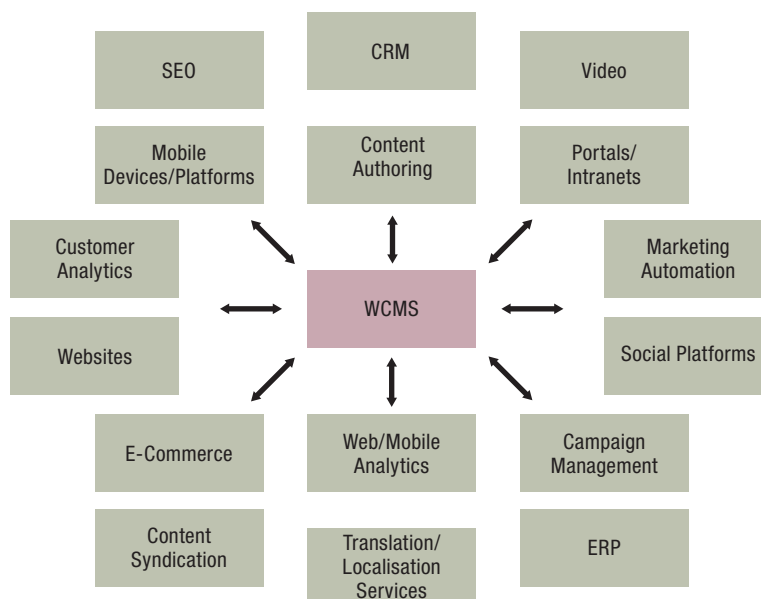 SEO
CRM
Video
Mobile
Devices/Platforms
Content
Authoring
Portals/
Intranets
Customer
Analytics
Marketing
Automation
WCMS
Websites
Social Platforms
E-Commerce
Web/Mobile
Analytics
Campaign
Management
Content
Syndication
Translation/
Localisation
Services
ERP